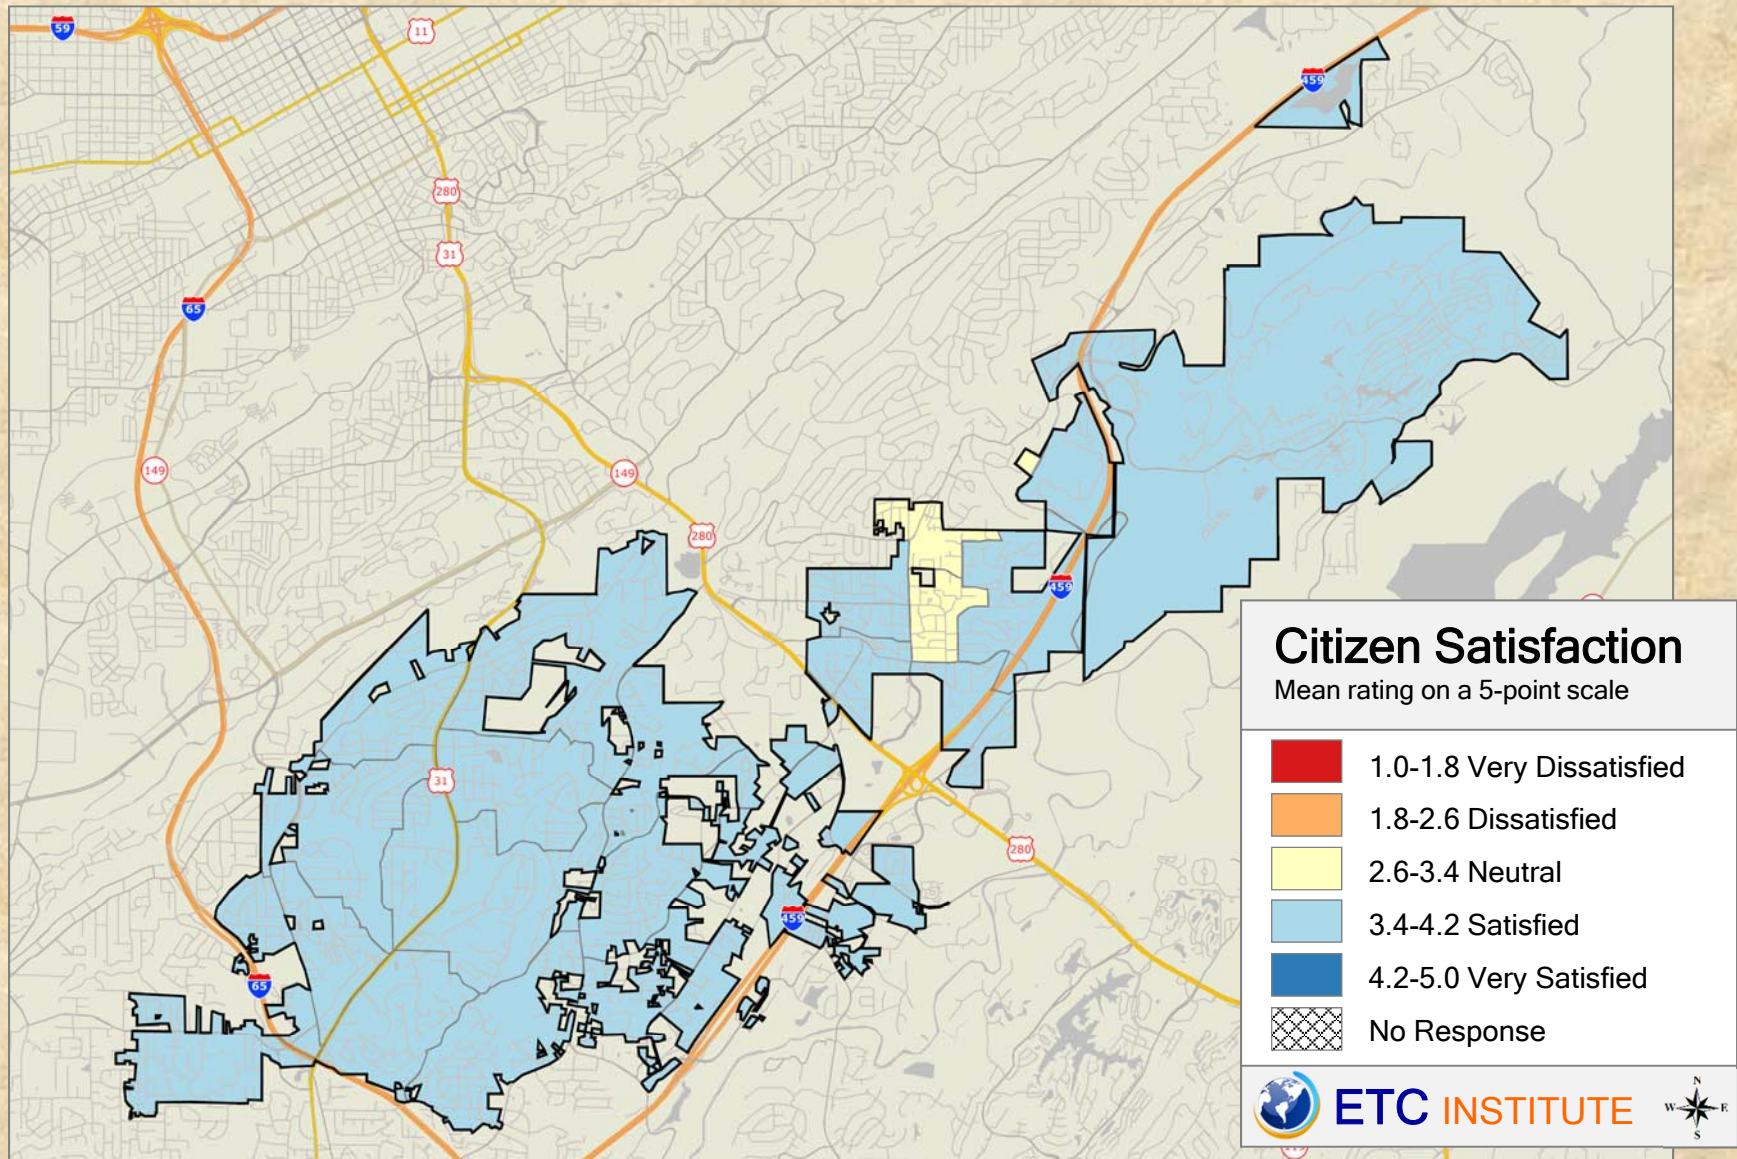 59
11
459
280
31
65
149
149
280
459
31
280
459
65
Citizen Satisfaction
Mean rating on a 5-point scale
1.0-1.8 Very Dissatisfied
1.8-2.6 Dissatisfied
2.6-3.4 Neutral
3.4-4.2 Satisfied
4.2-5.0 Very Satisfied
No Response
ETC INSTITUTE
N
W E
S